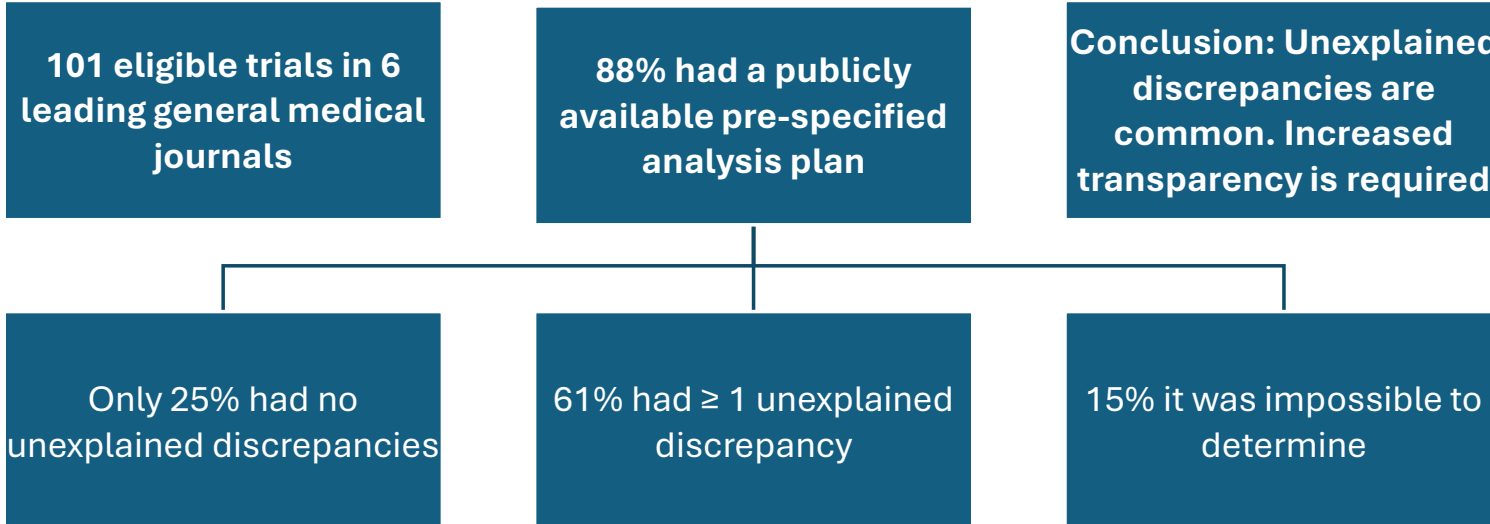 101 eligible trials in 6
leading general medical
journals
88% had a publicly
available pre-specified
analysis plan
Conclusion: Unexplained
discrepancies are
common. Increased
transparency is required
Only 25% had no
unexplained discrepancies
61% had ≥ 1 unexplained
discrepancy
15% it was impossible to
determine